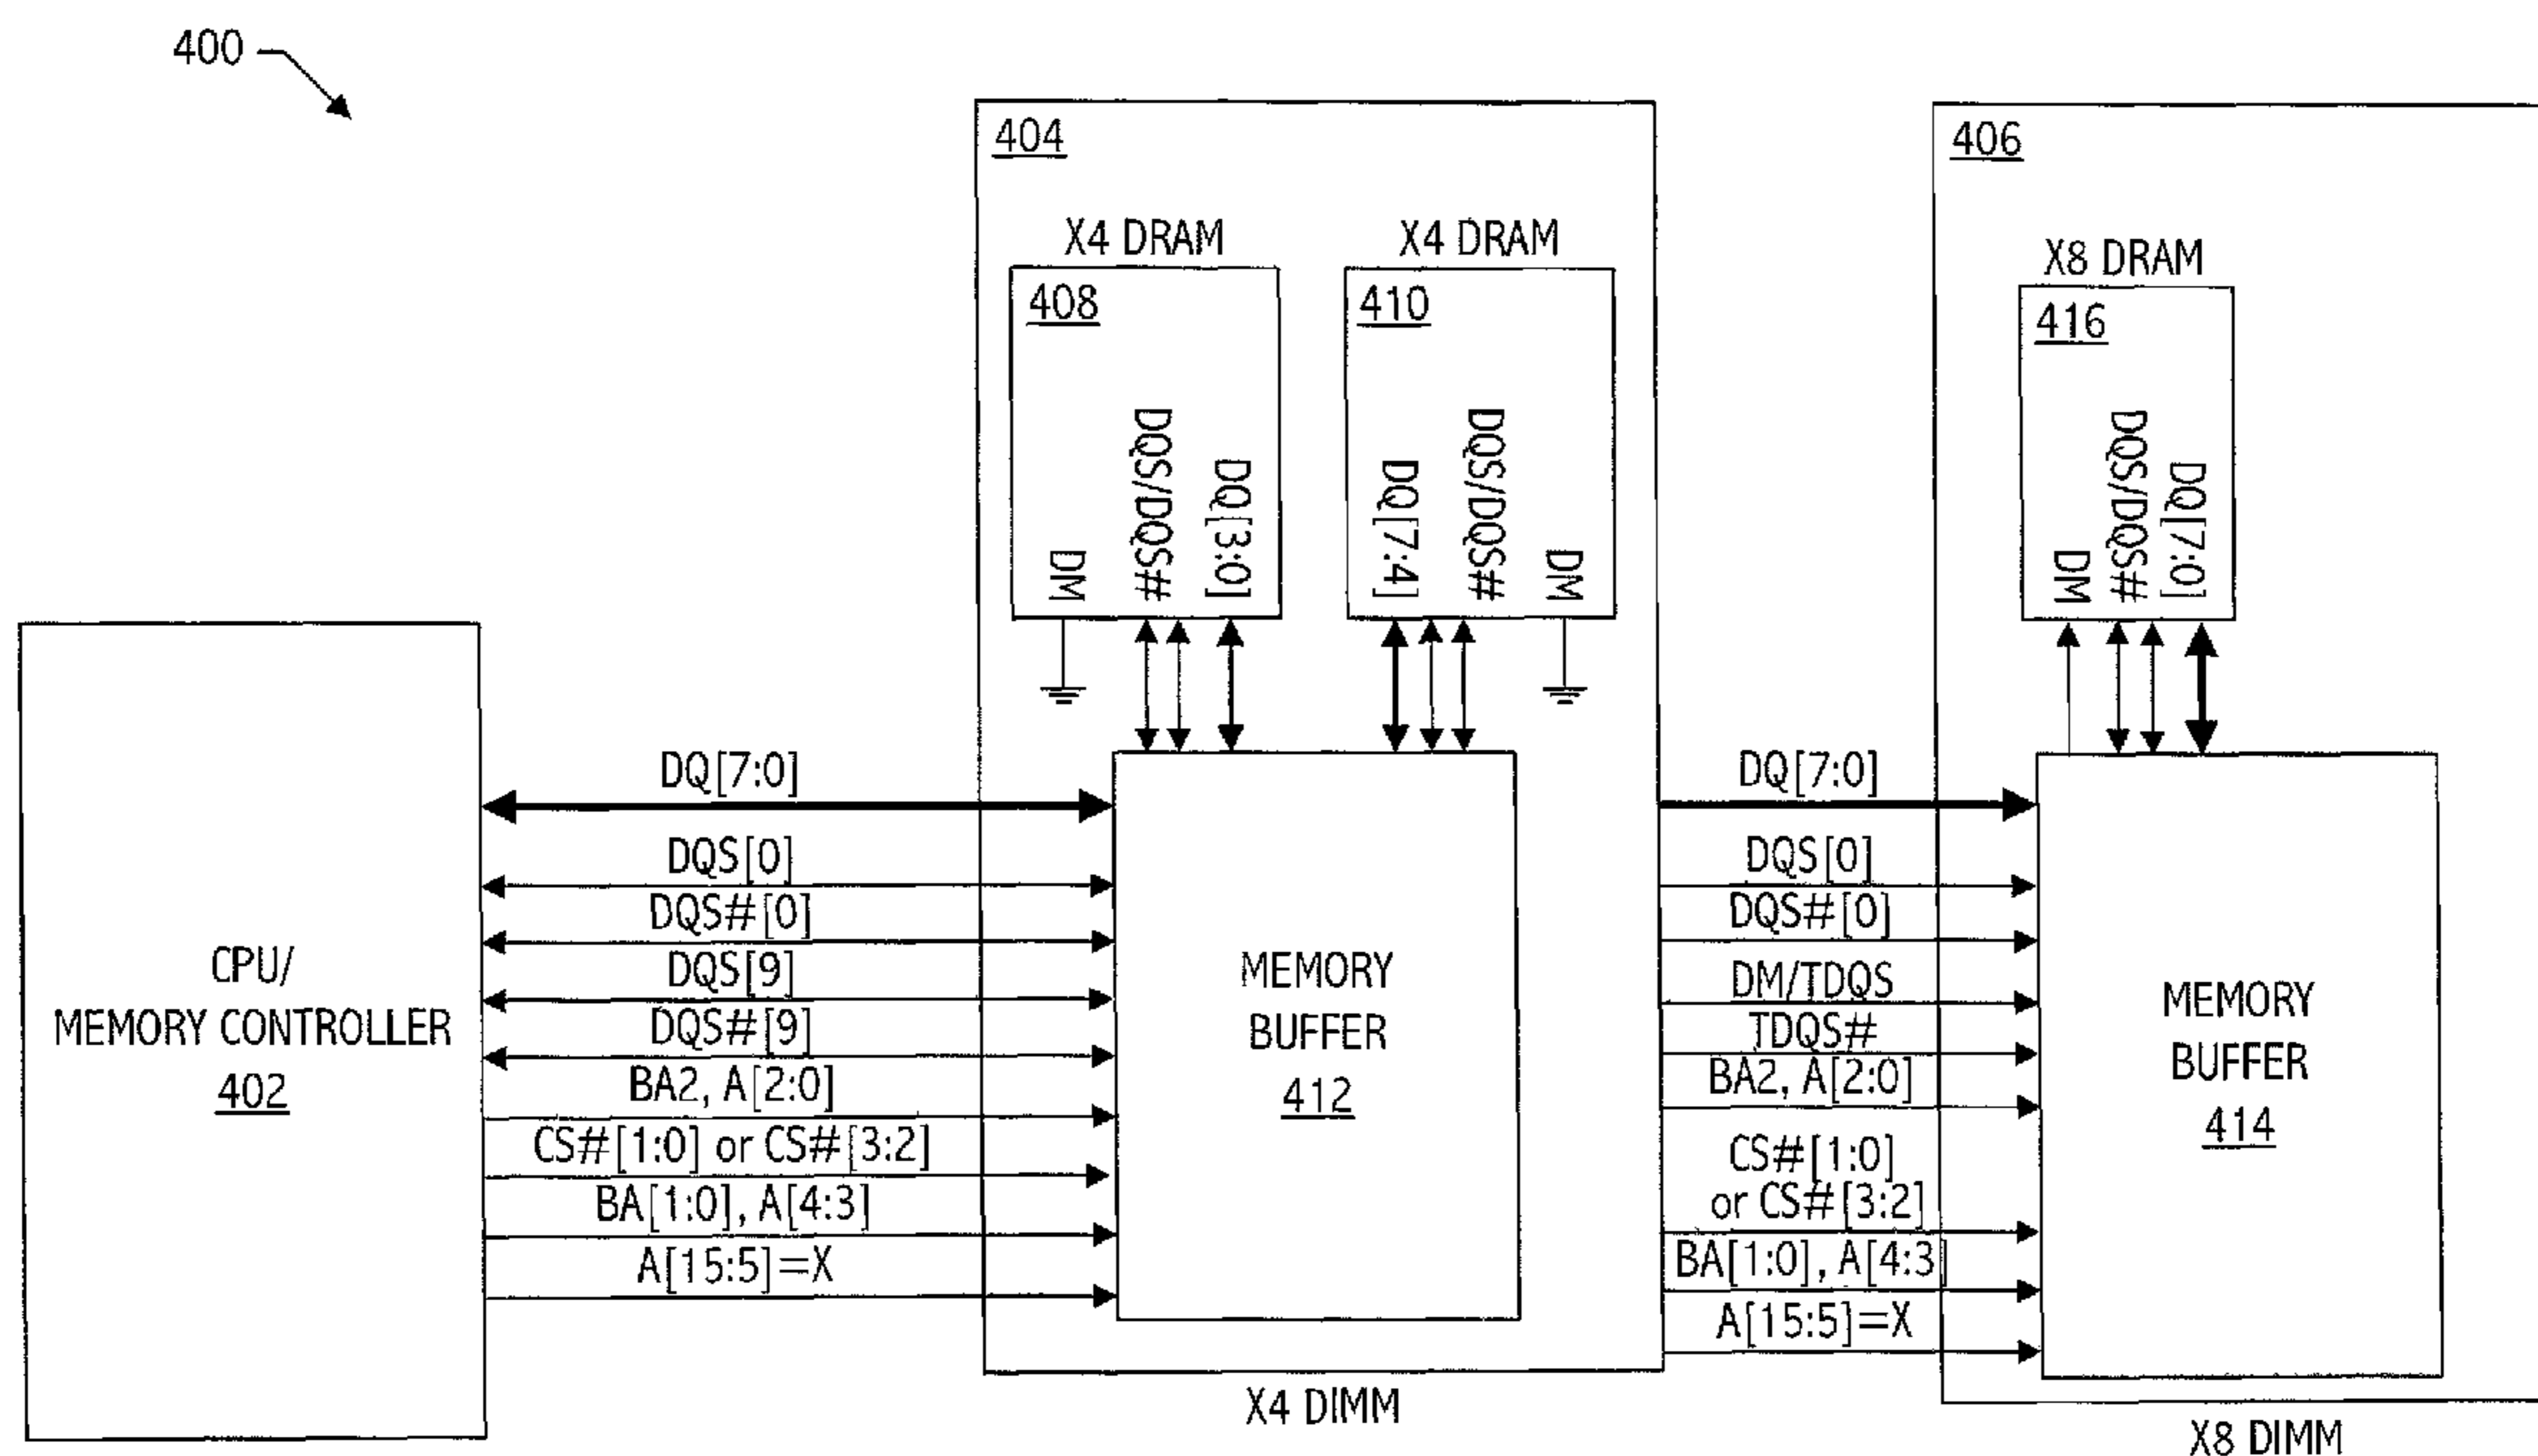 400
404
X4 DRAM
408
DM
DQS/DQS#
DQ[3:0]
X4 DRAM
410
DQ[7:4]
DQS/DQS#
DM
406
X8 DRAM
416
DM
DQS/DQS#
DQ[7:0]
CPU/
MEMORY CONTROLLER
402
DQ[7:0]
DQS[0]
DQS#[0]
DQS[9]
DQS#[9]
BA2, A[2:0]
CS#[1:0] or CS#[3:2]
BA[1:0], A[4:3]
A[15:5]=X
MEMORY
BUFFER
412
X4 DIMM
DQ[7:0]
DQS[0]
DQS#[0]
DM/TDQS
TDQS#
BA2, A[2:0]
CS#[1:0]
or CS#[3:2]
BA[1:0], A[4:3]
A[15:5]=X
MEMORY
BUFFER
414
X8 DIMM